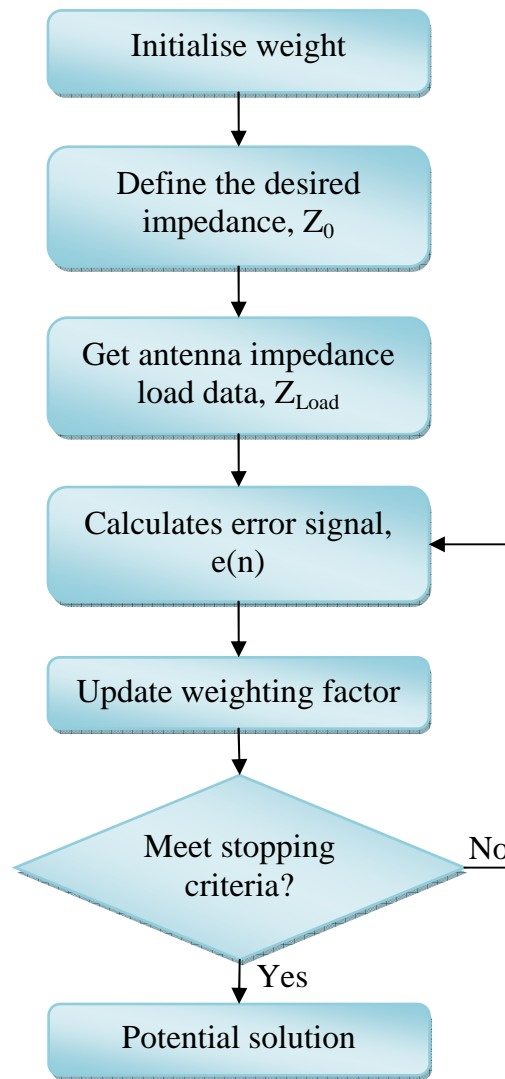 Initialise weight
Define the desired
impedance, Z₀
Get antenna impedance
load data, Z_Load
Calculates error signal,
e(n)
Update weighting factor
Meet stopping
criteria?
No
Yes
Potential solution